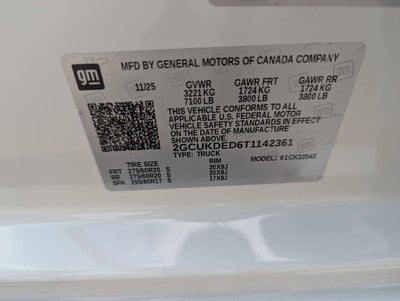 gm
MFD BY GENERAL MOTORS OF CANADA COMPANY
11/25 GVWR GAWR FRT GAWR RR
3221 KG 1724 KG 1724 KG
7100 LB 3800 LB 3800 LB
THIS VEHICLE CONFORMS TO ALL
APPLICABLE U.S. FEDERAL MOTOR
VEHICLE SAFETY AND THEFT
PREVENTION STANDARDS IN EFFECT
ON THE DATE OF MANUFACTURE
SHOWN ABOVE.
2GCUKDED6T1142361
TYPE: TRUCK MODEL: 61CK10543
TIRE SIZE RIM
FRT 275/60R20 S 20X9J
RR 275/60R20 S 20X9J
SPA 255/80R17 S 17X8J